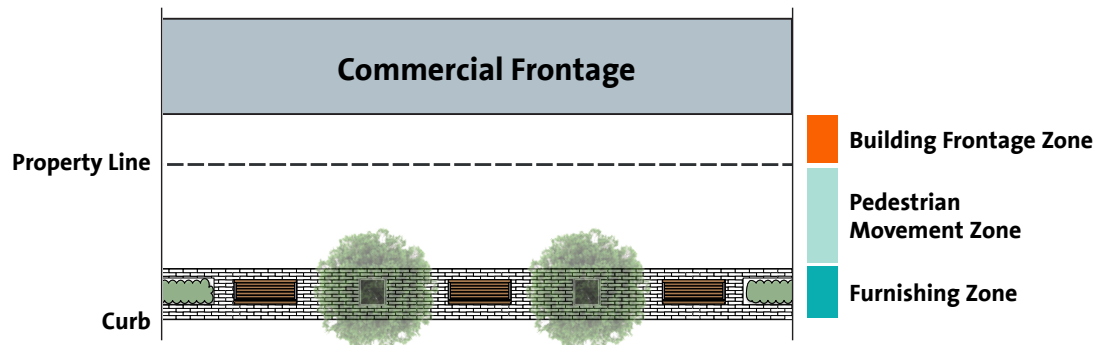 Commercial Frontage
Property Line
Building Frontage Zone
Pedestrian
Movement Zone
Furnishing Zone
Curb